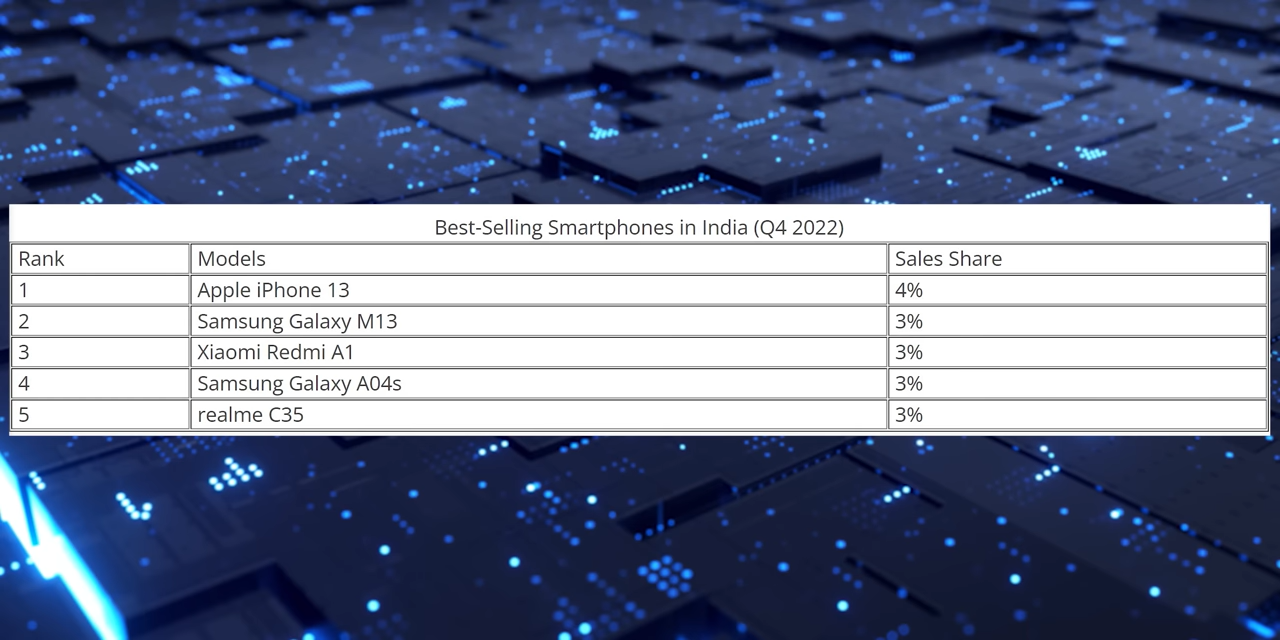 Best-Selling Smartphones in India (Q4 2022)
Rank Models Sales Share
1 Apple iPhone 13 4%
2 Samsung Galaxy M13 3%
3 Xiaomi Redmi A1 3%
4 Samsung Galaxy A04s 3%
5 realme C35 3%